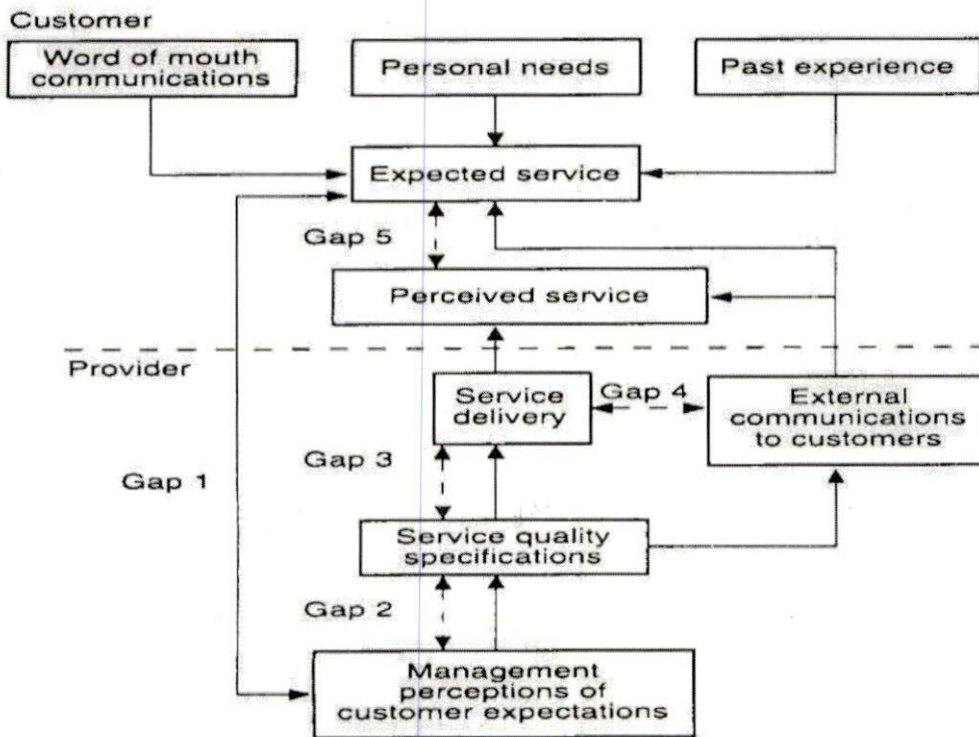 Customer
Word of mouth
communications
Personal needs
Past experience
Expected service
Gap 5
Perceived service
Provider
Service
delivery
Gap 4
External
communications
to customers
Gap 3
Gap 1
Service quality
specifications
Gap 2
Management
perceptions of
customer expectations